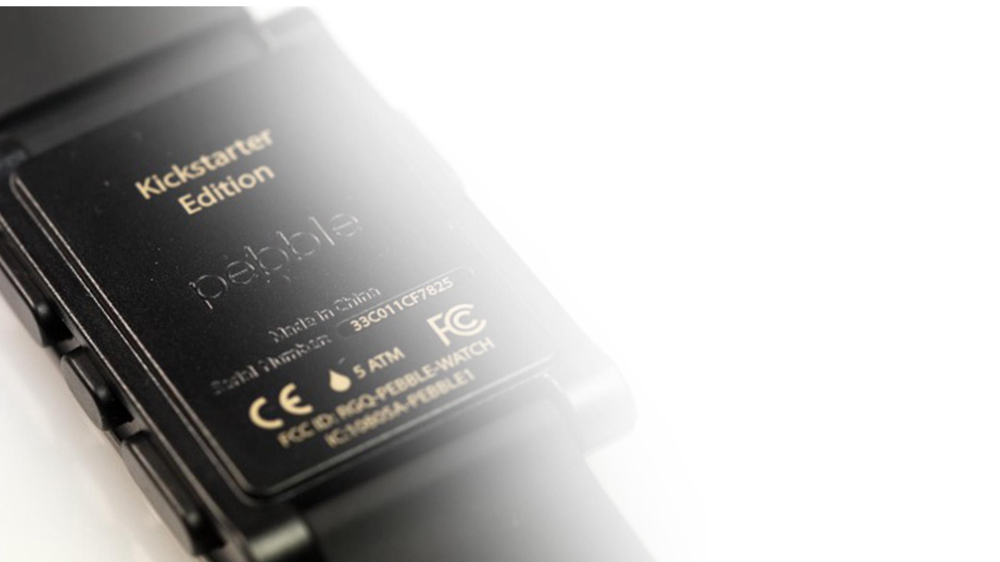 Kickstarter
Edition
pebble
Made in China
Serial Number: 33C011CF7825
5 ATM
FCC
CE
FCC ID: RGQ-PEBBLE-WATCH
IC:10805A-PEBBLE1